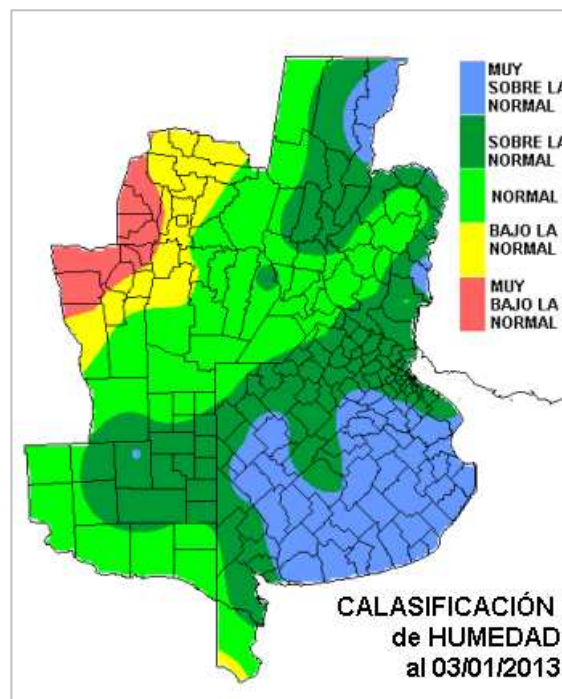 MUY
SOBRE LA
NORMAL
SOBRE LA
NORMAL
NORMAL
BAJO LA
NORMAL
MUY
BAJO LA
NORMAL
CALASIFICACIÓN
de HUMEDAD
al 03/01/2013